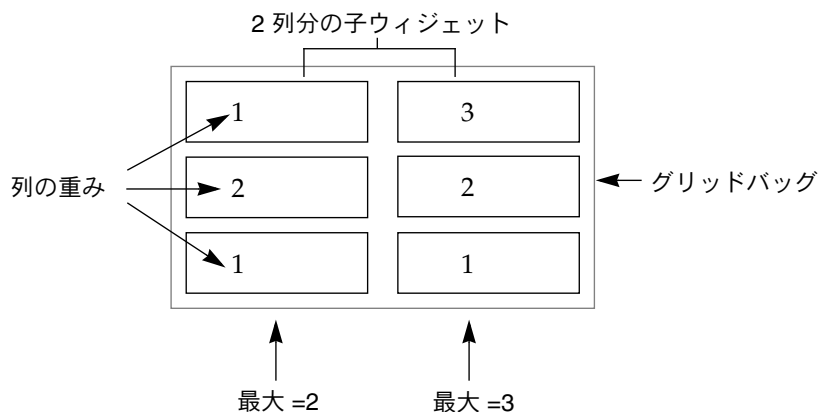 2 列分の子ウィジェット
1 3
列の重み 2 2 グリッドバッグ
1 1
最大 =2 最大 =3